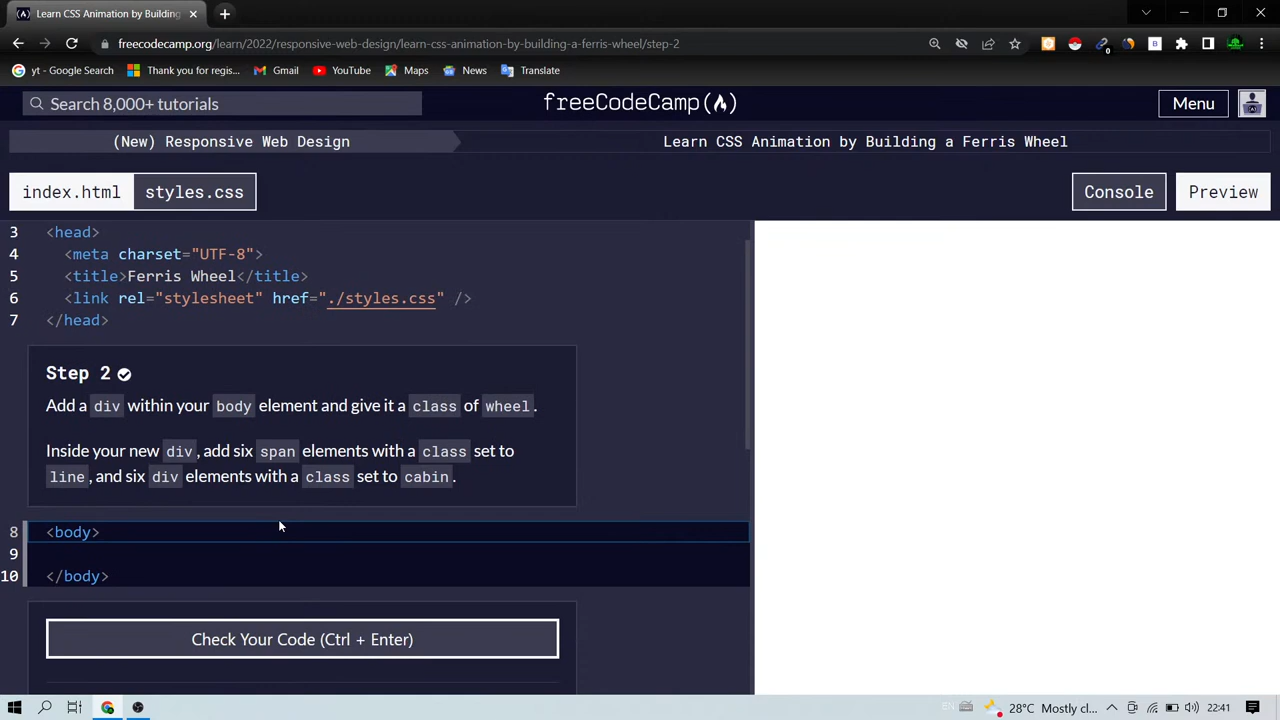 Learn CSS Animation by Building
freecodecamp.org/learn/2022/responsive-web-design/learn-css-animation-by-building-a-ferris-wheel/step-2
yt - Google Search Thank you for regis... Gmail YouTube Maps News Translate
Search 8,000+ tutorials freeCodeCamp Menu
(New) Responsive Web Design Learn CSS Animation by Building a Ferris Wheel
index.html styles.css Console Preview
3 <head>
4 <meta charset="UTF-8">
5 <title>Ferris Wheel</title>
6 <link rel="stylesheet" href="./styles.css" />
7 </head>
Step 2
Add a div within your body element and give it a class of wheel.
Inside your new div, add six span elements with a class set to
line, and six div elements with a class set to cabin.
8 <body>
9
10 </body>
Check Your Code (Ctrl + Enter)
EN 28°C Mostly cl... 22:41